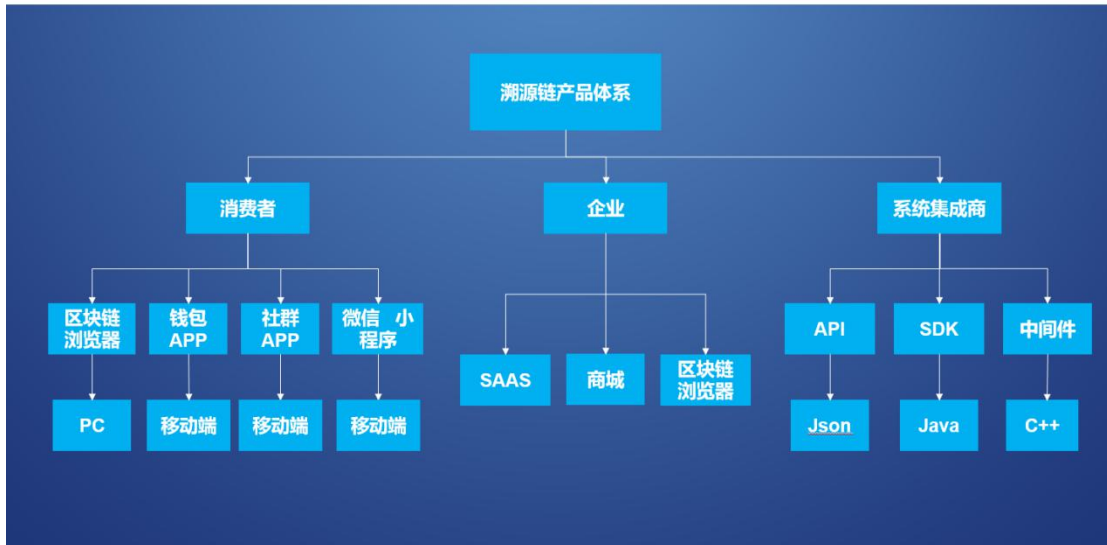 溯源链产品体系
消费者
企业
系统集成商
区块链
浏览器
钱包
APP
社群
APP
微信 小
程序
SAAS
商城
区块链
浏览器
API
SDK
中间件
PC
移动端
移动端
移动端
Json
Java
C++